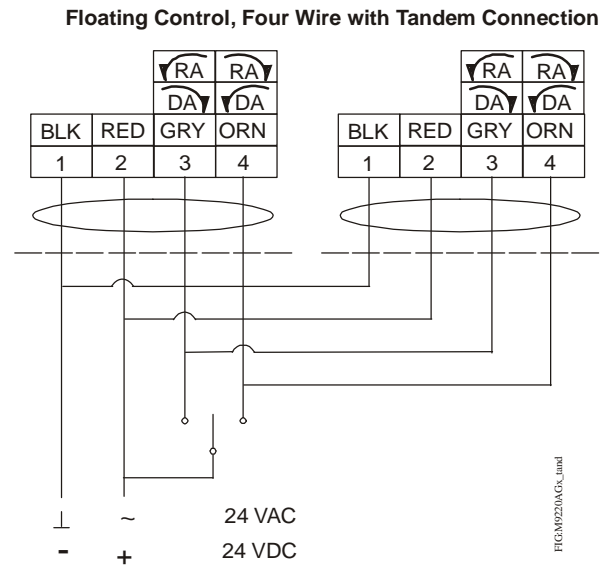 Floating Control, Four Wire with Tandem Connection
RA RA RA RA
DA DA DA DA
BLK RED GRY ORN BLK RED GRY ORN
1 2 3 4 1 2 3 4
⊥ ~ 24 VAC
- + 24 VDC
FIG:M9220AGx_tand